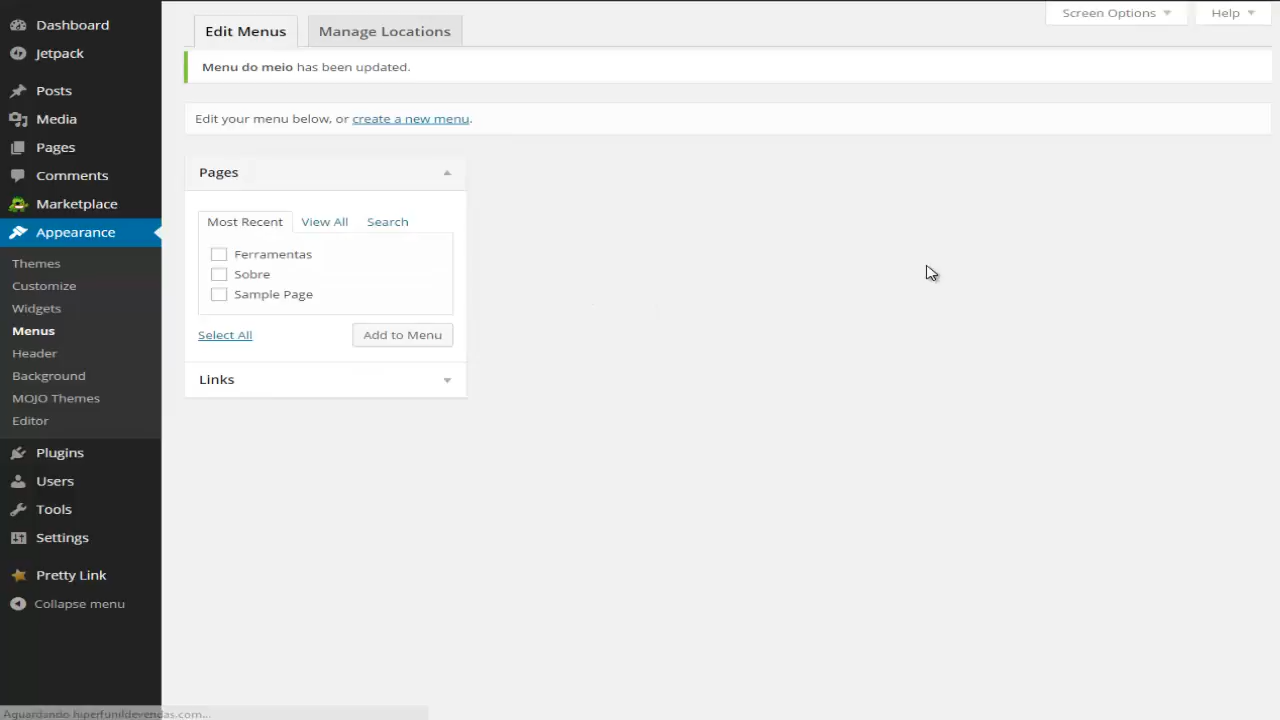 Dashboard
Jetpack
Posts
Media
Pages
Comments
Marketplace
Appearance
Themes
Customize
Widgets
Menus
Header
Background
MOJO Themes
Editor
Plugins
Users
Tools
Settings
Pretty Link
Collapse menu
Edit Menus
Manage Locations
Screen Options
Help
Menu do meio has been updated.
Edit your menu below, or create a new menu.
Pages
Most Recent
View All
Search
Ferramentas
Sobre
Sample Page
Select All
Add to Menu
Links
Aguardando